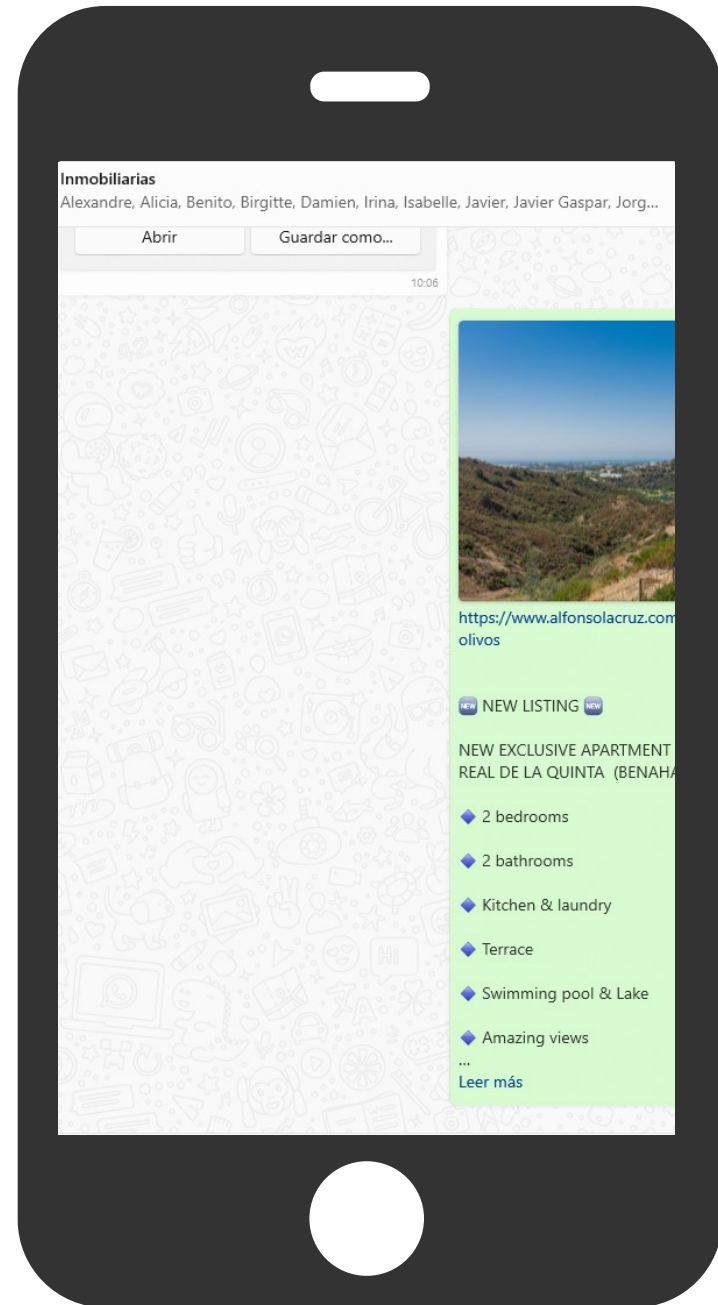 Inmobiliarias
Alexandre, Alicia, Benito, Birgitte, Damien, Irina, Isabelle, Javier, Javier Gaspar, Jorg...
Abrir
Guardar como...
10:06
https://www.alfonsolacruz.com
olivos
NEW NEW LISTING NEW
NEW EXCLUSIVE APARTMENT
REAL DE LA QUINTA (BENAHA
2 bedrooms
2 bathrooms
Kitchen & laundry
Terrace
Swimming pool & Lake
Amazing views
...
Leer más